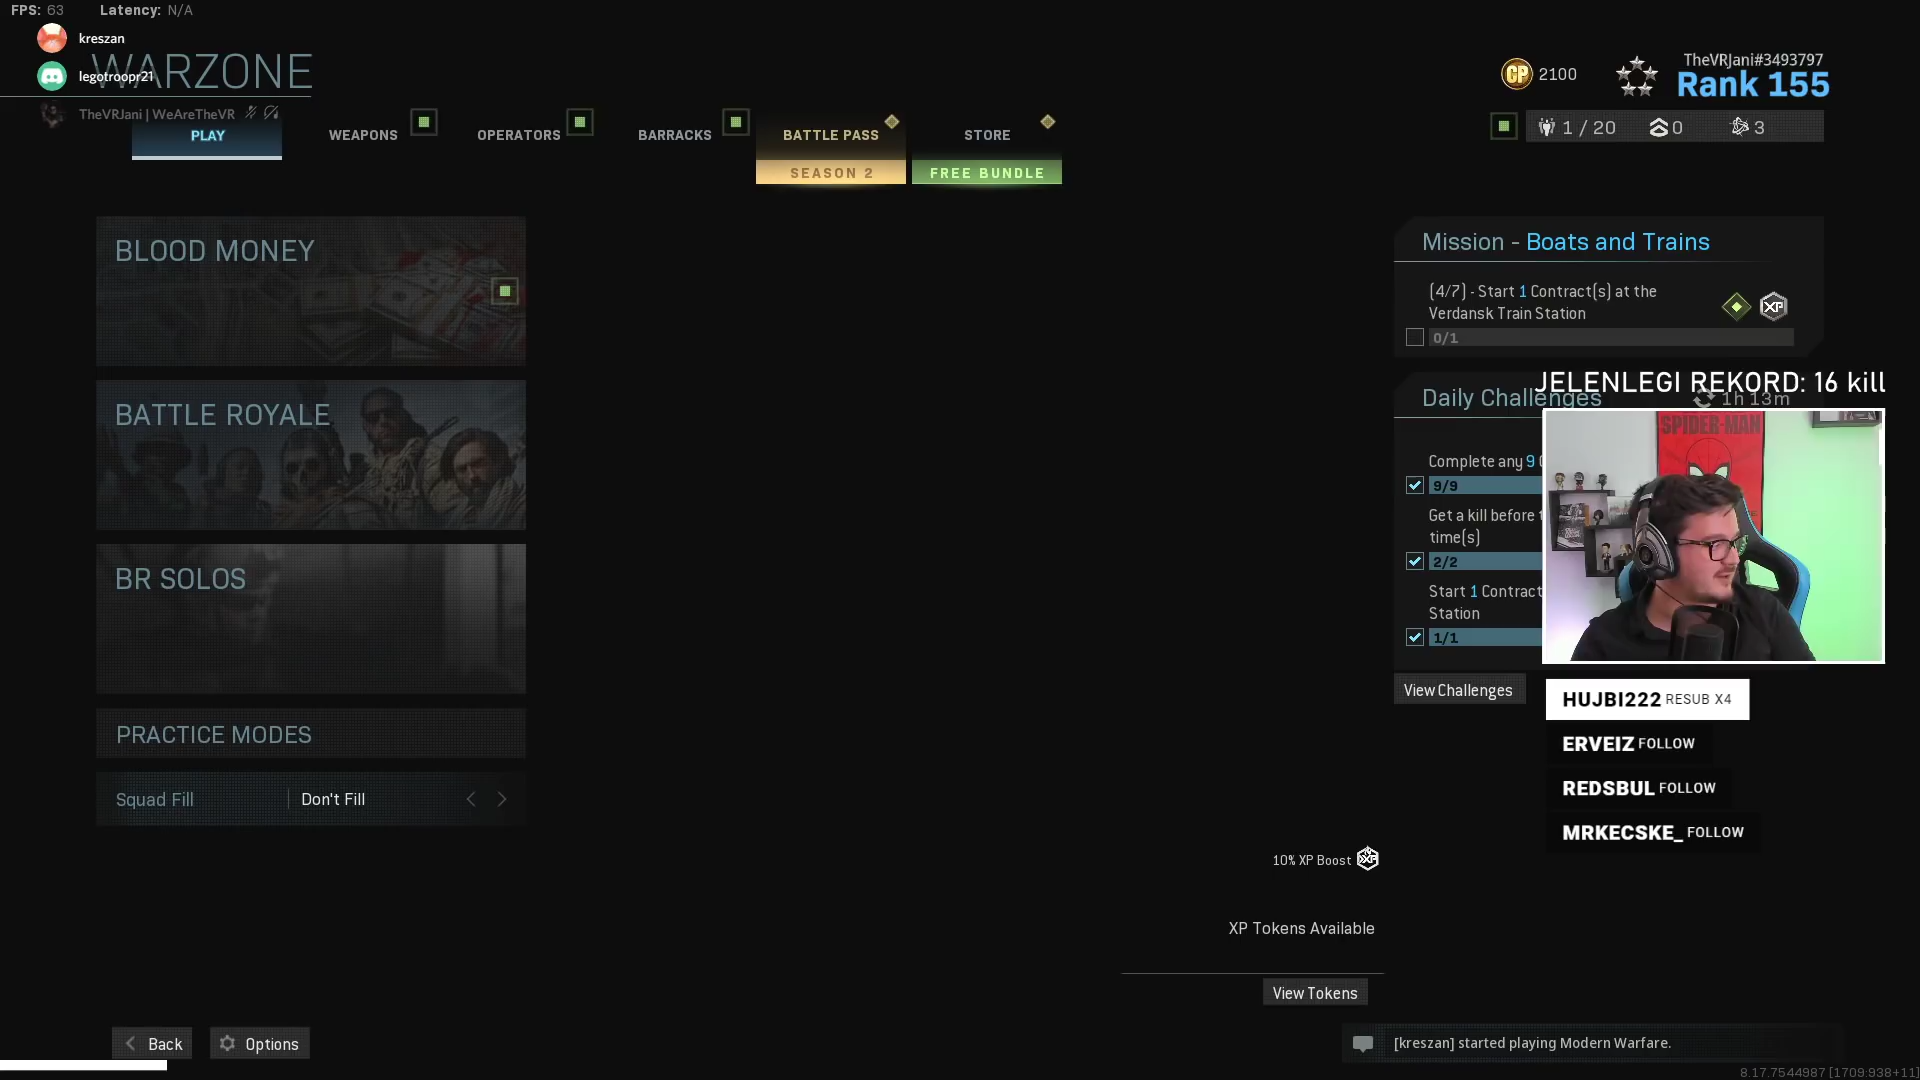 FPS: 63 Latency: N/A
kreszan
WARZONE
legotroopr21
TheVRJani | WeAreTheVR
PLAY
WEAPONS
OPERATORS
BARRACKS
BATTLE PASS
SEASON 2
STORE
FREE BUNDLE
CP 2100
TheVRJani#3493797
Rank 155
1 / 20 0 3
BLOOD MONEY
BATTLE ROYALE
BR SOLOS
PRACTICE MODES
Squad Fill Don't Fill
Mission - Boats and Trains
(4/7) - Start 1 Contract(s) at the
Verdansk Train Station
XP
0/1
JELENLEGI REKORD: 16 kill
Daily Challenges 1h 13m
SPIDER-MAN
Complete any 9
9/9
Get a kill before
time(s)
2/2
Start 1 Contract
Station
1/1
View Challenges
HUJBI222 RESUB X4
ERVEIZ FOLLOW
REDSBUL FOLLOW
MRKECSKE_ FOLLOW
10% XP Boost XP
XP Tokens Available
View Tokens
Back
Options
[kreszan] started playing Modern Warfare.
8.17.7544987 [1709:938+11]